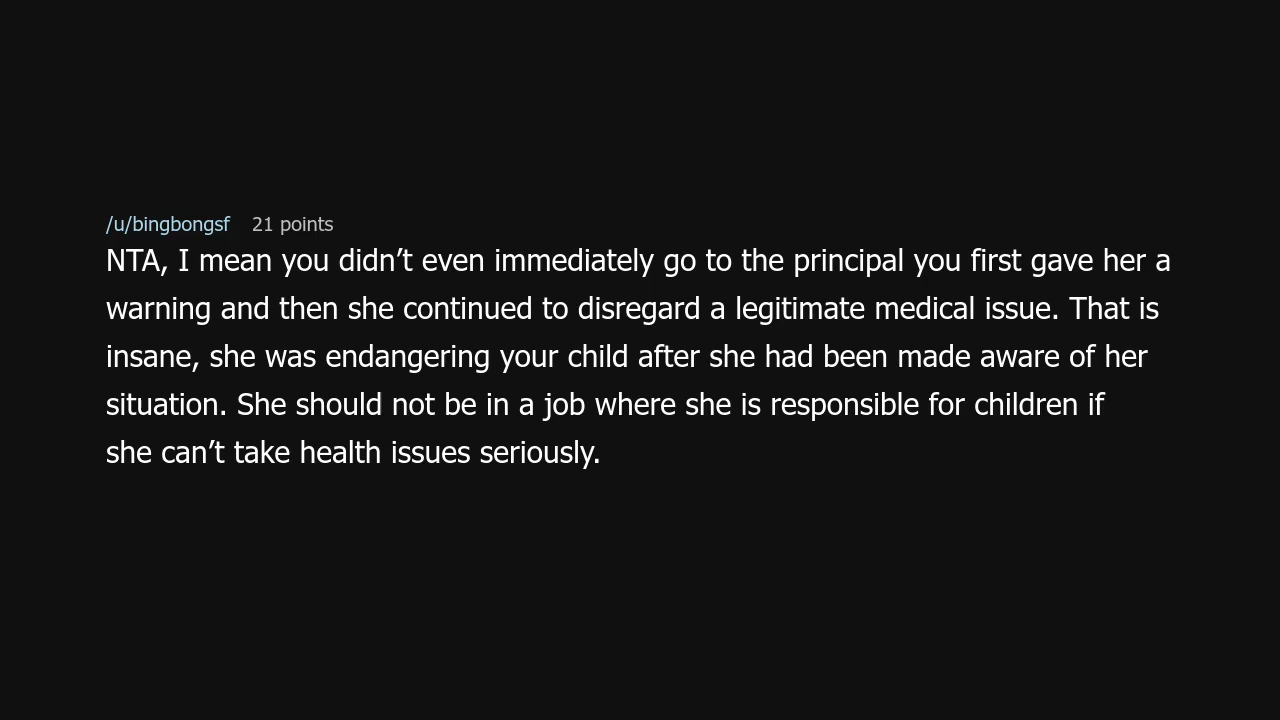 /u/bingbongsf 21 points
NTA, I mean you didn’t even immediately go to the principal you first gave her a
warning and then she continued to disregard a legitimate medical issue. That is
insane, she was endangering your child after she had been made aware of her
situation. She should not be in a job where she is responsible for children if
she can’t take health issues seriously.